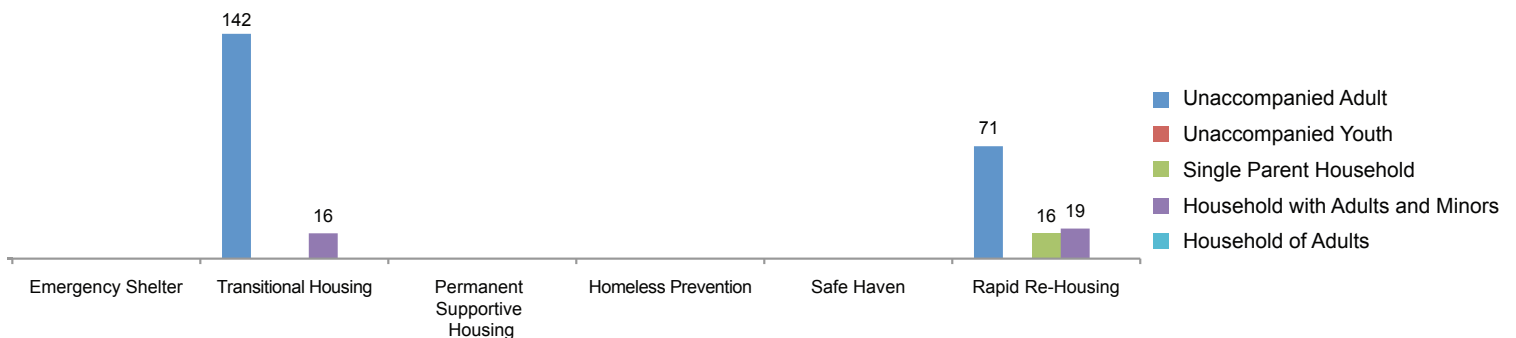 142
16
71
16
19
Unaccompanied Adult
Unaccompanied Youth
Single Parent Household
Household with Adults and Minors
Household of Adults
Emergency Shelter
Transitional Housing
Permanent
Supportive
Housing
Homeless Prevention
Safe Haven
Rapid Re-Housing